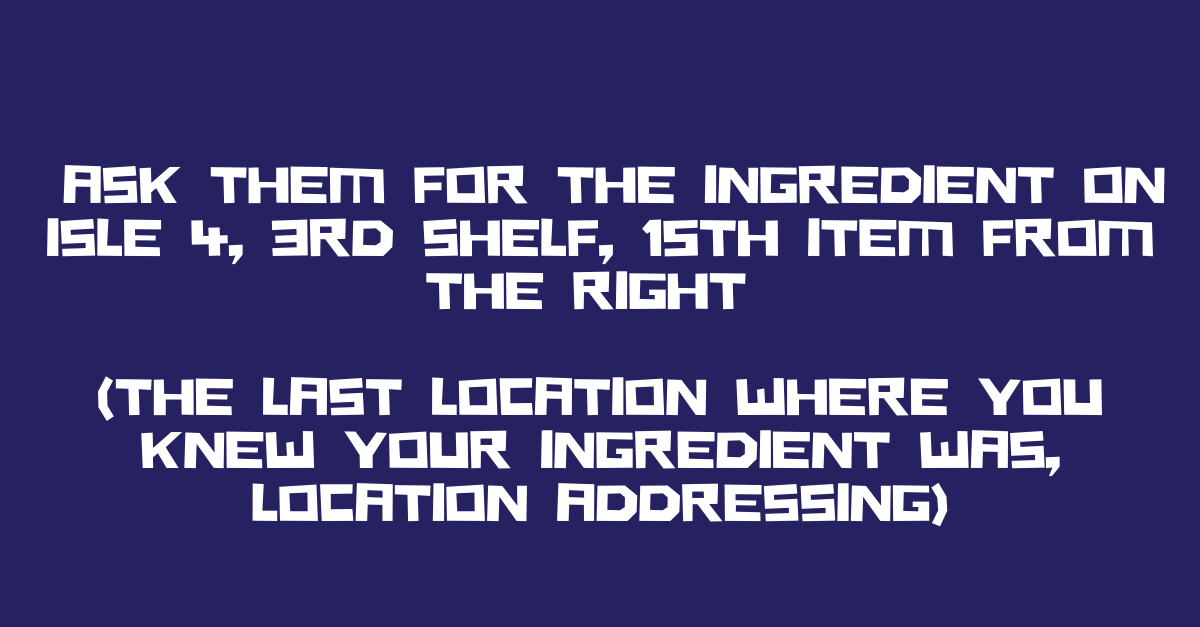 ASK THEM FOR THE INGREDIENT ON
ISLE 4, 3RD SHELF, 15TH ITEM FROM
THE RIGHT
(THE LAST LOCATION WHERE YOU
KNEW YOUR INGREDIENT WAS,
LOCATION ADDRESSING)